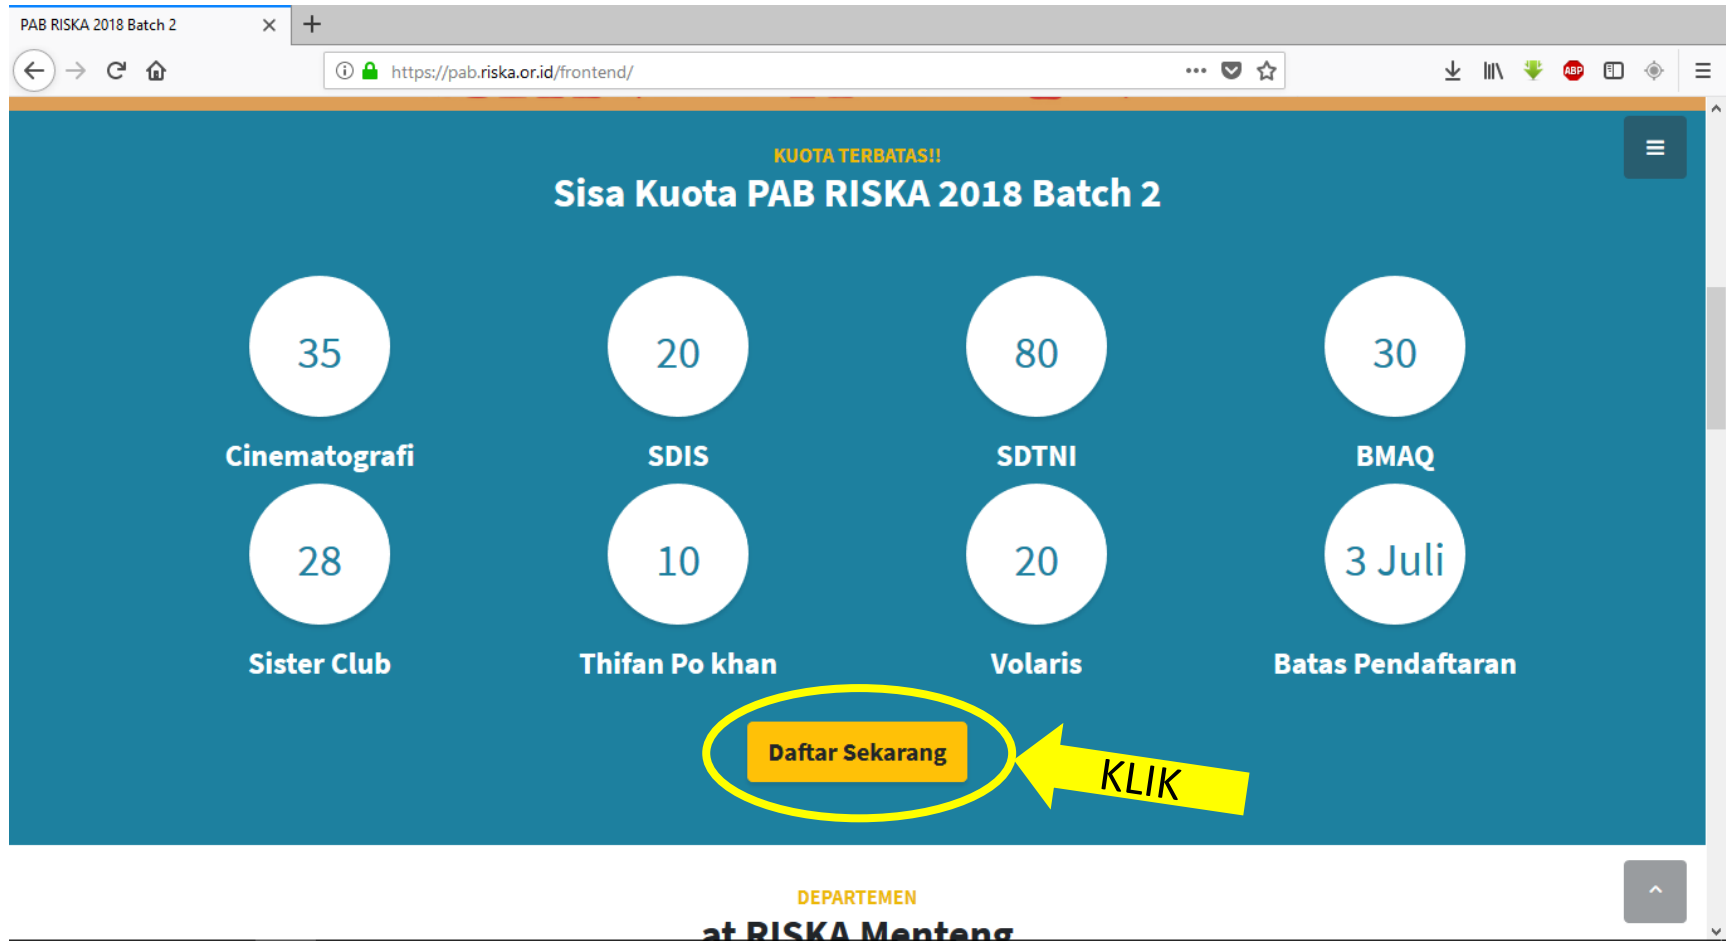 PAB RISKA 2018 Batch 2
https://pab.riska.or.id/frontend/
ABP
KUOTA TERBATAS!!
Sisa Kuota PAB RISKA 2018 Batch 2
35 20 80 30
Cinematografi SDIS SDTNI BMAQ
28 10 20 3 Juli
Sister Club Thifan Po khan Volaris Batas Pendaftaran
Daftar Sekarang
KLIK
DEPARTEMEN
at RISKA Menteng